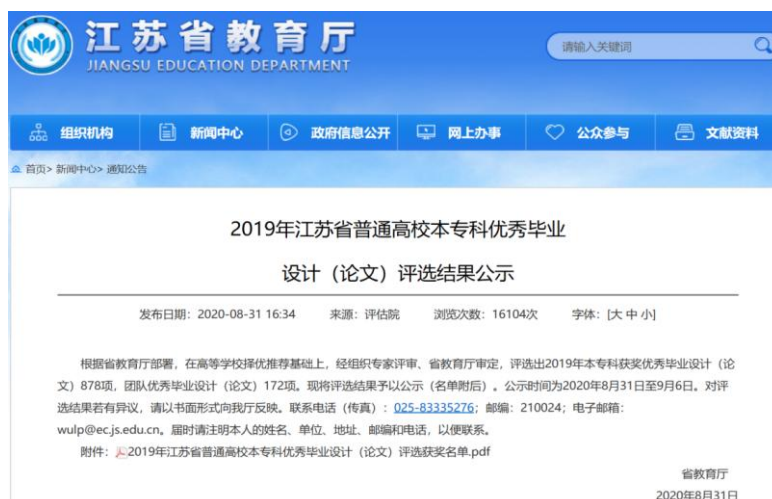 江苏省教育厅
JIANGSU EDUCATION DEPARTMENT
请输入关键词
组织机构 新闻中心 政府信息公开 网上办事 公众参与 文献资料
首页> 新闻中心> 通知公告
2019年江苏省普通高校本专科优秀毕业
设计（论文）评选结果公示
发布日期：2020-08-31 16:34 来源：评估院 浏览次数：16104次 字体：[大 中 小]
根据省教育厅部署，在高等学校择优推荐基础上，经组织专家评审、省教育厅审定，评选出2019年本专科获奖优秀毕业设计（论
文）878项，团队优秀毕业设计（论文）172项。现将评选结果予以公示（名单附后）。公示时间为2020年8月31日至9月6日。对评
选结果若有异议，请以书面形式向我厅反映。联系电话（传真）：025-83335276；邮编：210024；电子邮箱：
wulp@ec.js.edu.cn。届时请注明本人的姓名、单位、地址、邮编和电话，以便联系。
附件：2019年江苏省普通高校本专科优秀毕业设计（论文）评选获奖名单.pdf
省教育厅
2020年8月31日